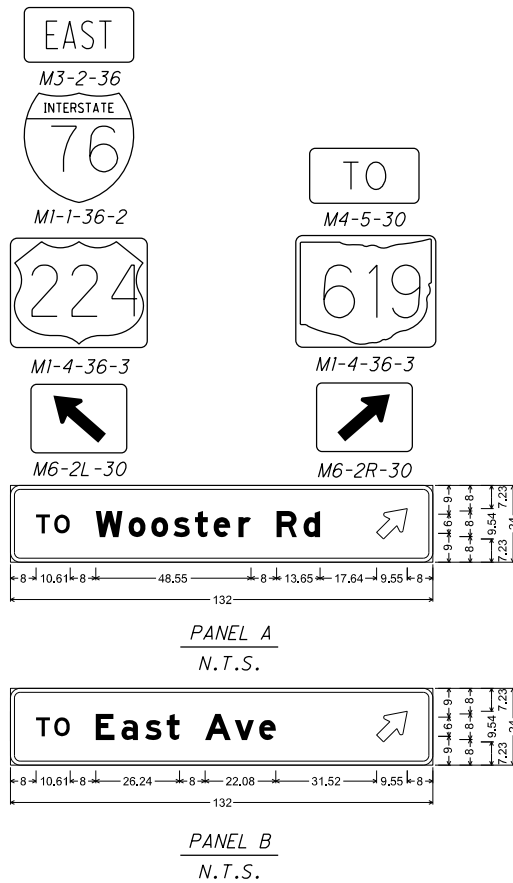 EAST
M3-2-36
INTERSTATE
76
M1-1-36-2
TO
M4-5-30
224
619
M1-4-36-3
M1-4-36-3
M6-2L-30
M6-2R-30
TO Wooster Rd
9 6 9
8 8 8
7.23 9.54 7.23
24
8 10.61 8 48.55 8 13.65 17.64 9.55 8
132
PANEL A
N.T.S.
TO East Ave
9 6 9
8 8 8
7.23 9.54 7.23
24
8 10.61 8 26.24 8 22.08 31.52 9.55 8
132
PANEL B
N.T.S.